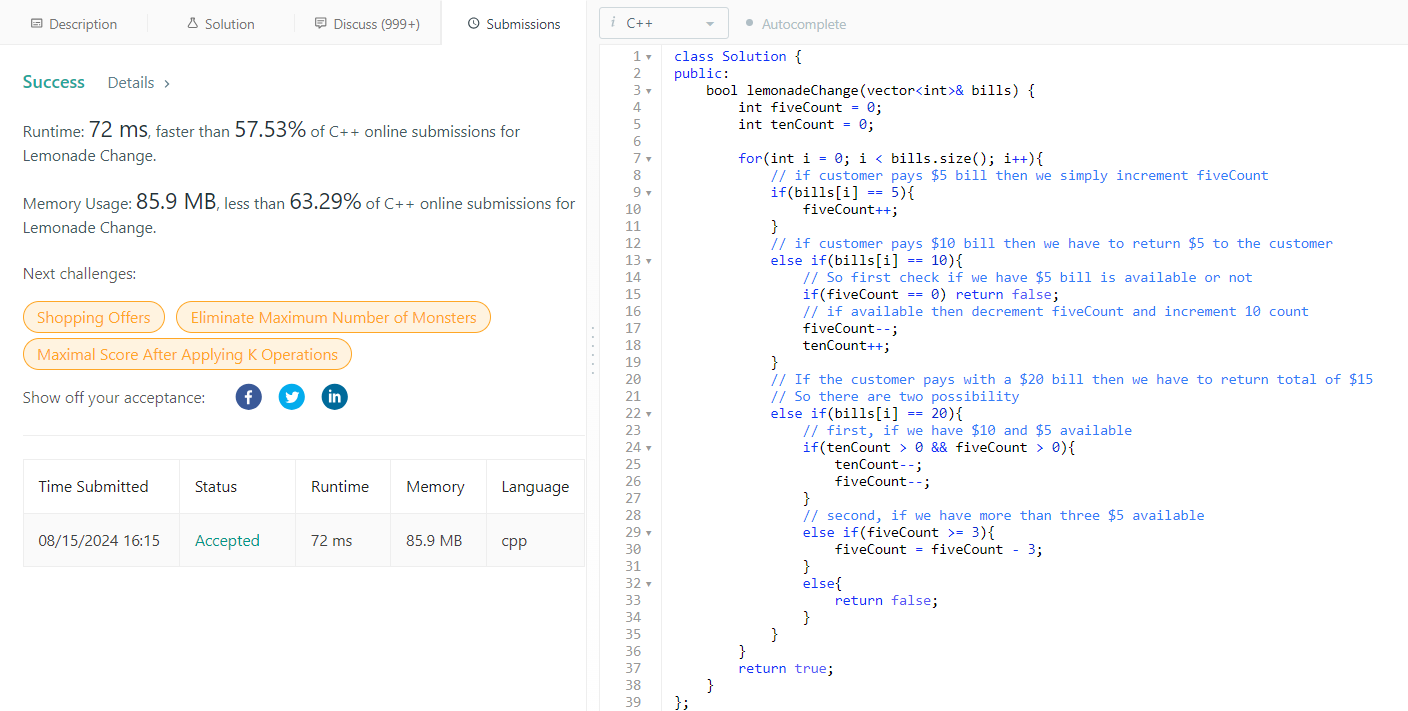 Description
Solution
Discuss (999+)
Submissions
Success
Details
Runtime: 72 ms, faster than 57.53% of C++ online submissions for
Lemonade Change.
Memory Usage: 85.9 MB, less than 63.29% of C++ online submissions for
Lemonade Change.
Next challenges:
Shopping Offers
Eliminate Maximum Number of Monsters
Maximal Score After Applying K Operations
Show off your acceptance:
f
in
Time Submitted Status Runtime Memory Language
08/15/2024 16:15 Accepted 72 ms 85.9 MB cpp
i C++
Autocomplete
1 class Solution {
2 public:
3     bool lemonadeChange(vector<int>& bills) {
4         int fiveCount = 0;
5         int tenCount = 0;
6
7         for(int i = 0; i < bills.size(); i++){
8             // if customer pays $5 bill then we simply increment fiveCount
9             if(bills[i] == 5){
10                 fiveCount++;
11             }
12             // if customer pays $10 bill then we have to return $5 to the customer
13             else if(bills[i] == 10){
14                 // So first check if we have $5 bill is available or not
15                 if(fiveCount == 0) return false;
16                 // if available then decrement fiveCount and increment 10 count
17                 fiveCount--;
18                 tenCount++;
19             }
20             // If the customer pays with a $20 bill then we have to return total of $15
21             // So there are two possibility
22             else if(bills[i] == 20){
23                 // first, if we have $10 and $5 available
24                 if(tenCount > 0 && fiveCount > 0){
25                     tenCount--;
26                     fiveCount--;
27                 }
28                 // second, if we have more than three $5 available
29                 else if(fiveCount >= 3){
30                     fiveCount = fiveCount - 3;
31                 }
32                 else{
33                     return false;
34                 }
35             }
36         }
37         return true;
38     }
39 };